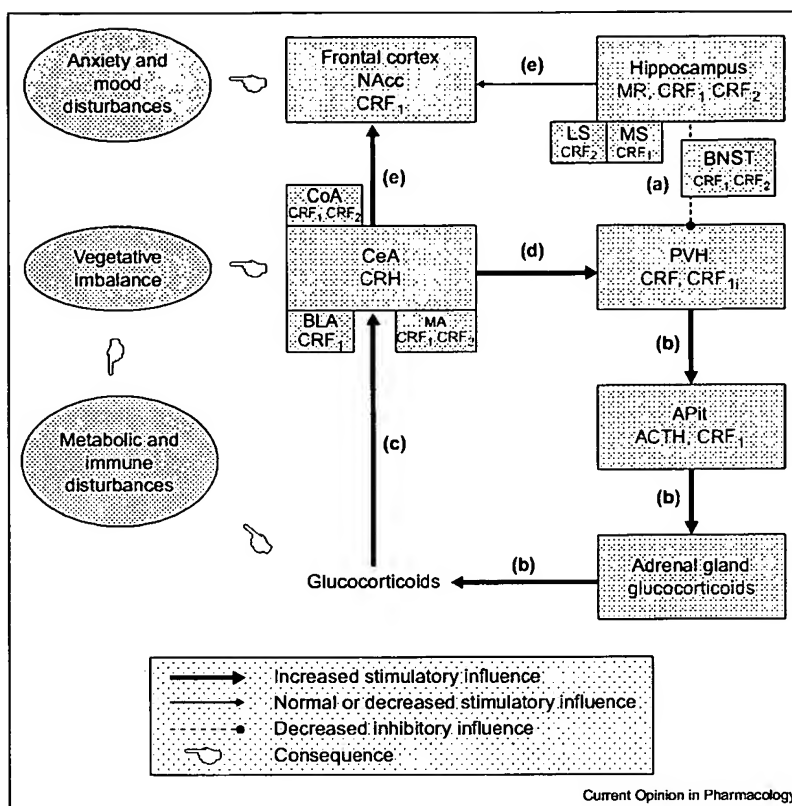 Anxiety and
mood
disturbances
Frontal cortex
NAcc
CRF₁
(e)
Hippocampus
MR, CRF₁ CRF₂
LS
CRF₂
MS
CRF₁
(a)
BNST
CRF₁ CRF₂
(e)
CoA
CRF₁ CRF₂
Vegetative
imbalance
CeA
CRH
(d)
PVH
CRF, CRF₁ᵢ
BLA
CRF₁
MA
CRF₁ CRF₂
(b)
Metabolic and
immune
disturbances
(c)
APit
ACTH, CRF₁
(b)
Glucocorticoids
(b)
Adrenal gland
glucocorticoids
Increased stimulatory influence
Normal or decreased stimulatory influence
Decreased inhibitory influence
Consequence
Current Opinion in Pharmacology